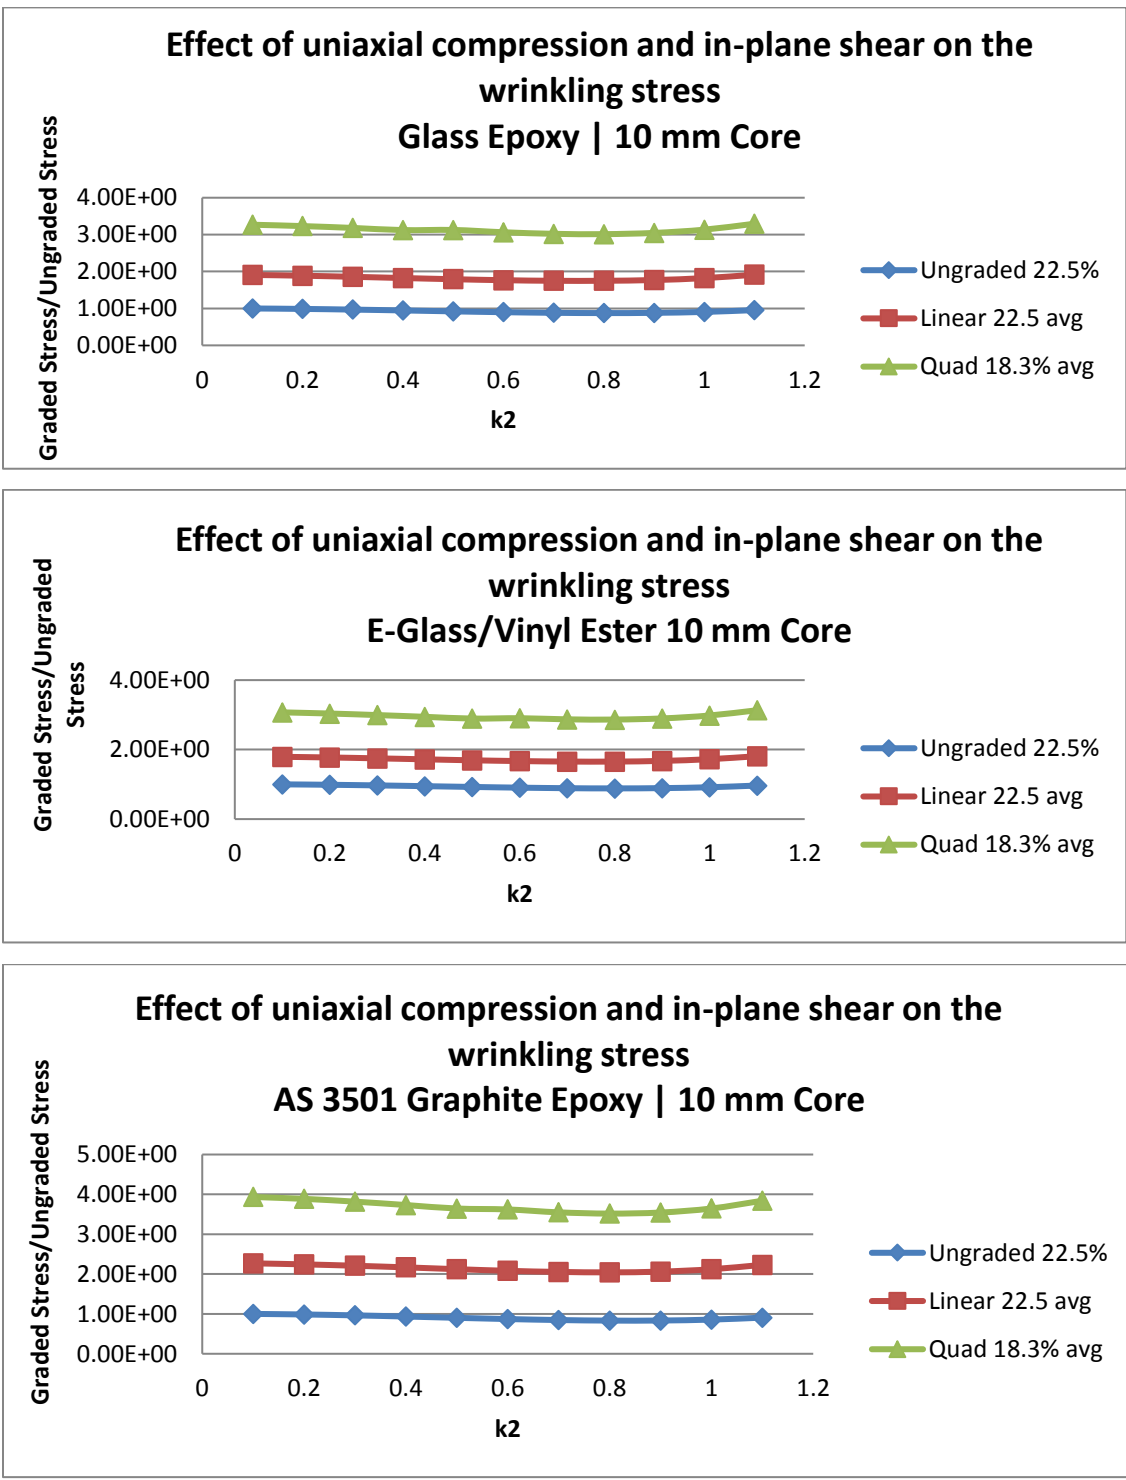 Effect of uniaxial compression and in-plane shear on the
wrinkling stress
Glass Epoxy | 10 mm Core
Graded Stress/Ungraded Stress
4.00E+00
3.00E+00
2.00E+00
1.00E+00
0.00E+00
0 0.2 0.4 0.6 0.8 1 1.2
k2
Ungraded 22.5%
Linear 22.5 avg
Quad 18.3% avg
Effect of uniaxial compression and in-plane shear on the
wrinkling stress
E-Glass/Vinyl Ester 10 mm Core
Graded Stress/Ungraded
Stress
4.00E+00
2.00E+00
0.00E+00
0 0.2 0.4 0.6 0.8 1 1.2
k2
Ungraded 22.5%
Linear 22.5 avg
Quad 18.3% avg
Effect of uniaxial compression and in-plane shear on the
wrinkling stress
AS 3501 Graphite Epoxy | 10 mm Core
Graded Stress/Ungraded Stress
5.00E+00
4.00E+00
3.00E+00
2.00E+00
1.00E+00
0.00E+00
0 0.2 0.4 0.6 0.8 1 1.2
k2
Ungraded 22.5%
Linear 22.5 avg
Quad 18.3% avg